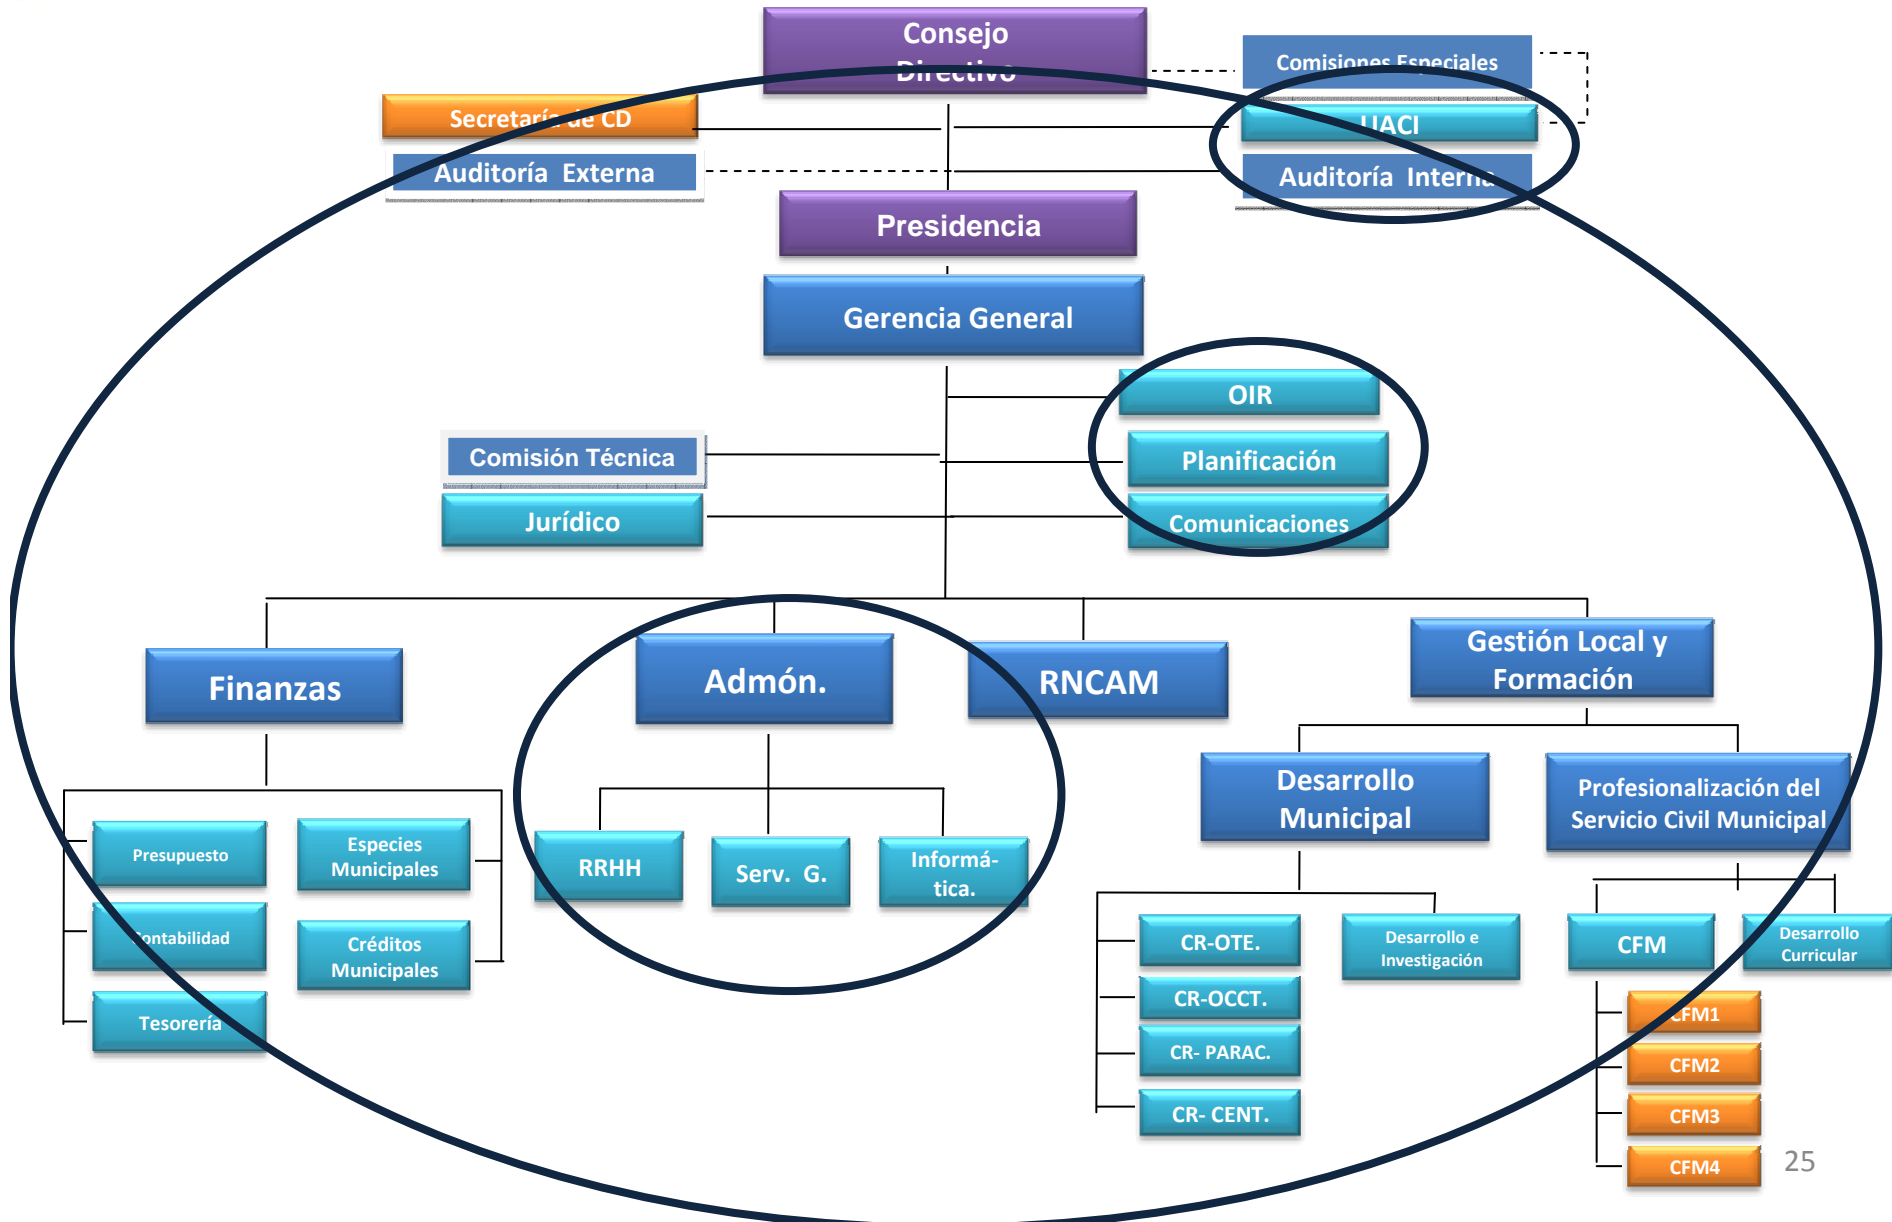 Consejo
Directivo
Comisiones Especiales
Secretaría de CD
UACI
Auditoría Externa
Auditoría Interna
Presidencia
Gerencia General
OIR
Comisión Técnica
Planificación
Jurídico
Comunicaciones
Finanzas
Admón.
RNCAM
Gestión Local y
Formación
Desarrollo
Municipal
Profesionalización del
Servicio Civil Municipal
Presupuesto
Especies
Municipales
RRHH
Serv. G.
Informá-
tica.
Contabilidad
Créditos
Municipales
CR-OTE.
Desarrollo e
Investigación
CFM
Desarrollo
Curricular
Tesorería
CR-OCCT.
CFM1
CR- PARAC.
CFM2
CR- CENT.
CFM3
CFM4
25